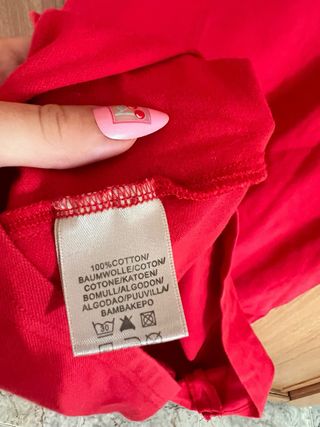 100%COTTON/
BAUMWOLLE/COTON/
COTONE/KATOEN/
BOMULL/ALGODON/
ALGODAO/PUUVILLA/
BAMBAKEPO
30